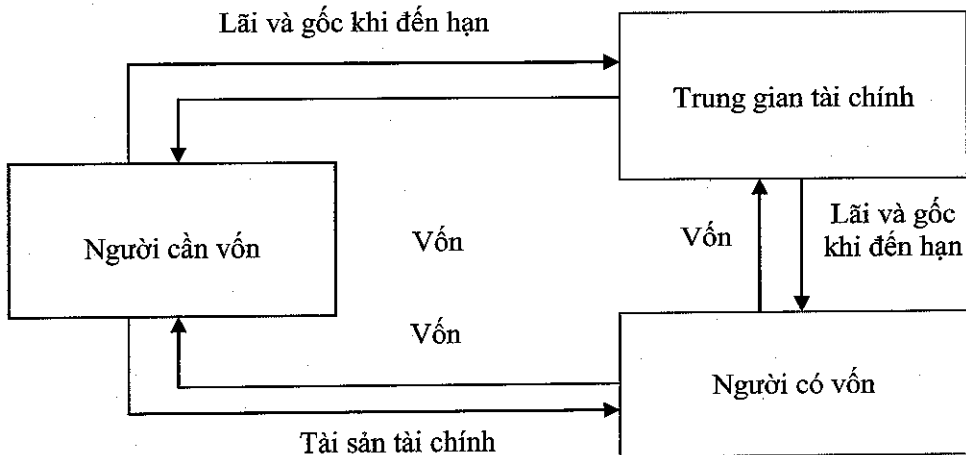 Lãi và gốc khi đến hạn
Trung gian tài chính
Người cần vốn
Vốn
Vốn
Lãi và gốc
khi đến hạn
Vốn
Người có vốn
Tài sản tài chính